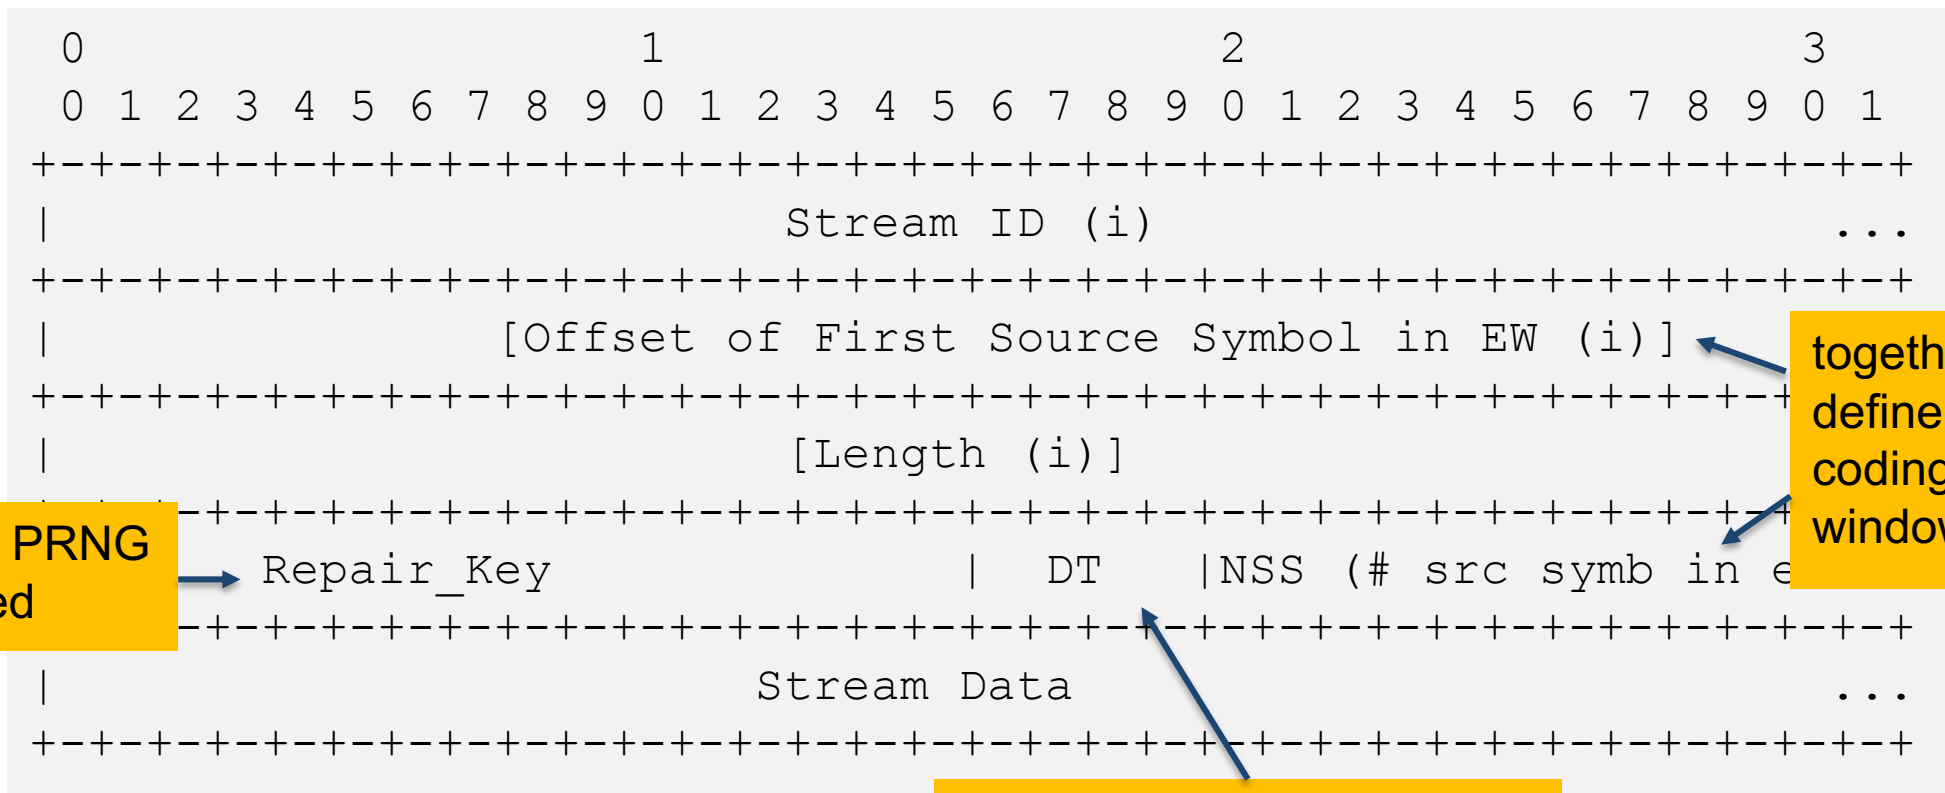 0 1 2 3
0 1 2 3 4 5 6 7 8 9 0 1 2 3 4 5 6 7 8 9 0 1 2 3 4 5 6 7 8 9 0 1
+-+-+-+-+-+-+-+-+-+-+-+-+-+-+-+-+-+-+-+-+-+-+-+-+-+-+-+-+-+-+-+-+
| Stream ID (i) ...
+-+-+-+-+-+-+-+-+-+-+-+-+-+-+-+-+-+-+-+-+-+-+-+-+-+-+-+-+-+-+-+-+
| [Offset of First Source Symbol in EW (i)]
+-+-+-+-+-+-+-+-+-+-+-+-+-+-+-+-+-+-+-+-+-+-+-+-+-+-+-+-+-+-+-+
| [Length (i)]
-+-+-+-+-+-+-+-+-+-+-+-+-+-+-+-+-+-+-+-+-+-+-+-+-+-+-+-+
Repair_Key | DT |NSS (# src symb in
-+-+-+-+-+-+-+-+-+-+-+-+-+-+-+-+-+-+-+-+-+-+-+-+-+-+-+-+-+-+
| Stream Data ...
+-+-+-+-+-+-+-+-+-+-+-+-+-+-+-+-+-+-+-+-+-+-+-+-+-+-+-+-+-+-+-+-+
PRNG
ed
togeth
define
coding
window